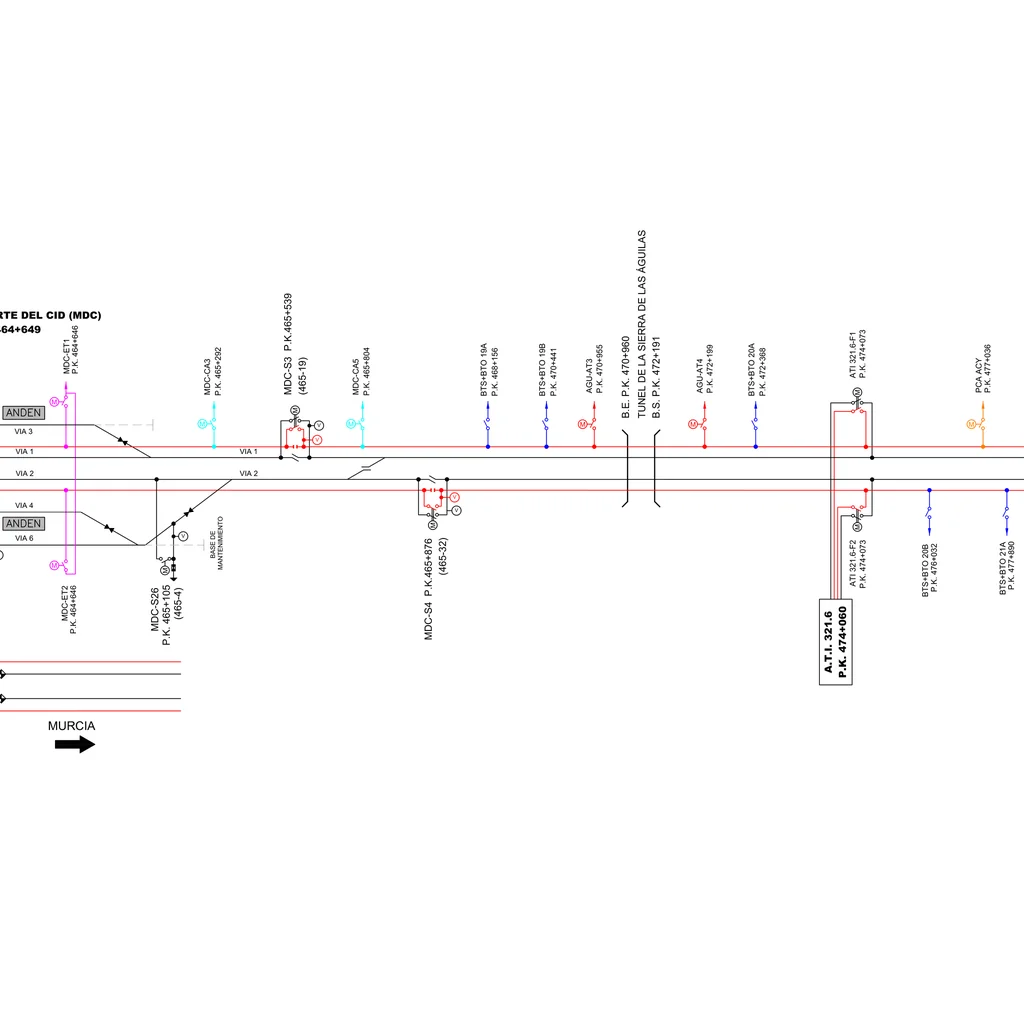 RTE DEL CID (MDC)
464+649
MDC-ET1
P.K. 464+646
M
ANDEN
VIA 3
VIA 1
VIA 2
VIA 4
ANDEN
VIA 6
M
MDC-ET2
P.K. 464+646
MDC-S26
P.K. 465+105
(465-4)
M
V
BASE DE
MANTENIMIENTO
MDC-CA3
P.K. 465+292
M
VIA 1
VIA 2
MDC-S3 P.K.465+539
(465-19)
M
V
V
MDC-CA5
P.K. 465+804
M
MDC-S4 P.K.465+876
(465-32)
V
V
M
BTS+BTO 19A
P.K. 468+156
BTS+BTO 19B
P.K. 470+441
AGU-AT3
P.K. 470+955
M
B.E. P.K. 470+960
TUNEL DE LA SIERRA DE LAS ÁGUILAS
B.S. P.K. 472+191
AGU-AT4
P.K. 472+199
M
BTS+BTO 20A
P.K. 472+368
ATI 321.6-F1
P.K. 474+073
M
M
ATI 321.6-F2
P.K. 474+073
A.T.I. 321.6
P.K. 474+060
BTS+BTO 20B
P.K. 476+032
PCA ACY
P.K. 477+036
M
BTS+BTO 21A
P.K. 477+890
MURCIA